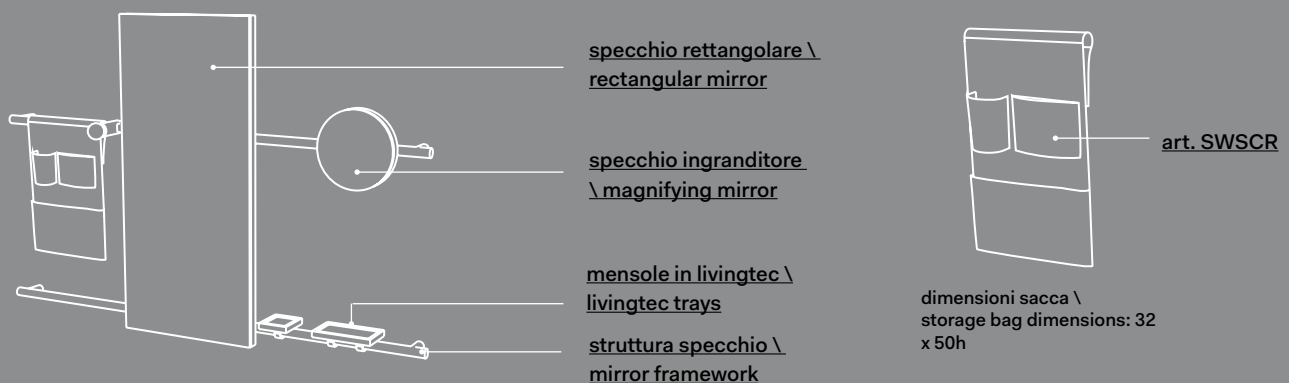 specchio rettangolare \
rectangular mirror
specchio ingranditore
\ magnifying mirror
mensole in livingtec \
livingtec trays
struttura specchio \
mirror framework
art. SWSCR
dimensioni sacca \
storage bag dimensions: 32
x 50h